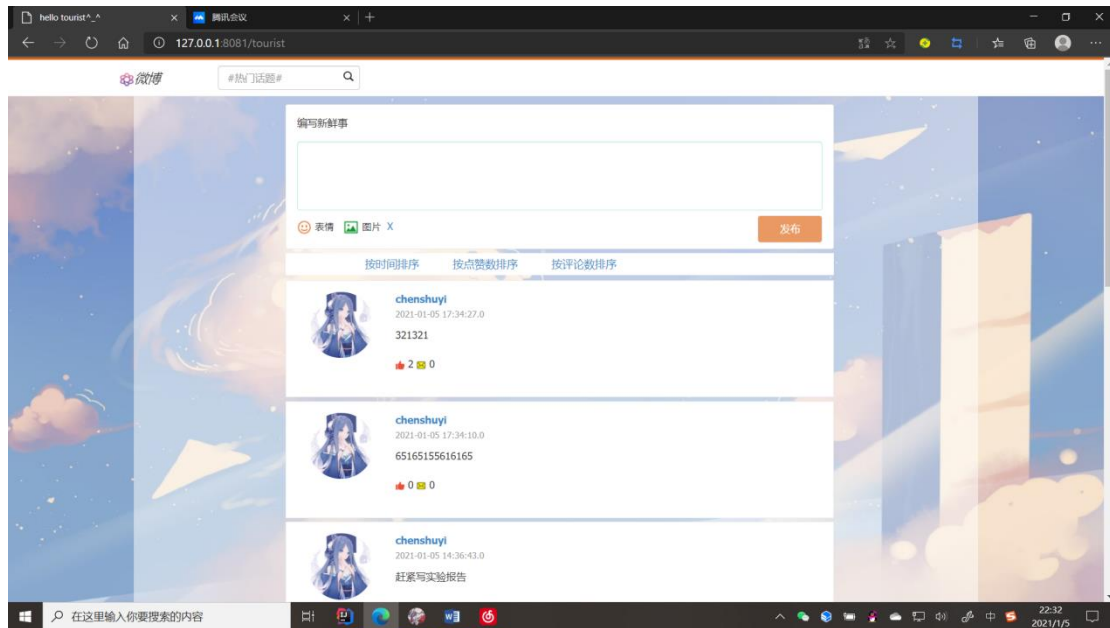 hello tourist^_^
腾讯会议
127.0.0.1:8081/tourist
微博
#热门话题#
编写新鲜事
表情 图片 X
发布
按时间排序 按点赞数排序 按评论数排序
chenshuyi
2021-01-05 17:34:27.0
321321
2 0
chenshuyi
2021-01-05 17:34:10.0
65165155616165
0 0
chenshuyi
2021-01-05 14:36:43.0
赶紧写实验报告
在这里输入你要搜索的内容
中
22:32
2021/1/5